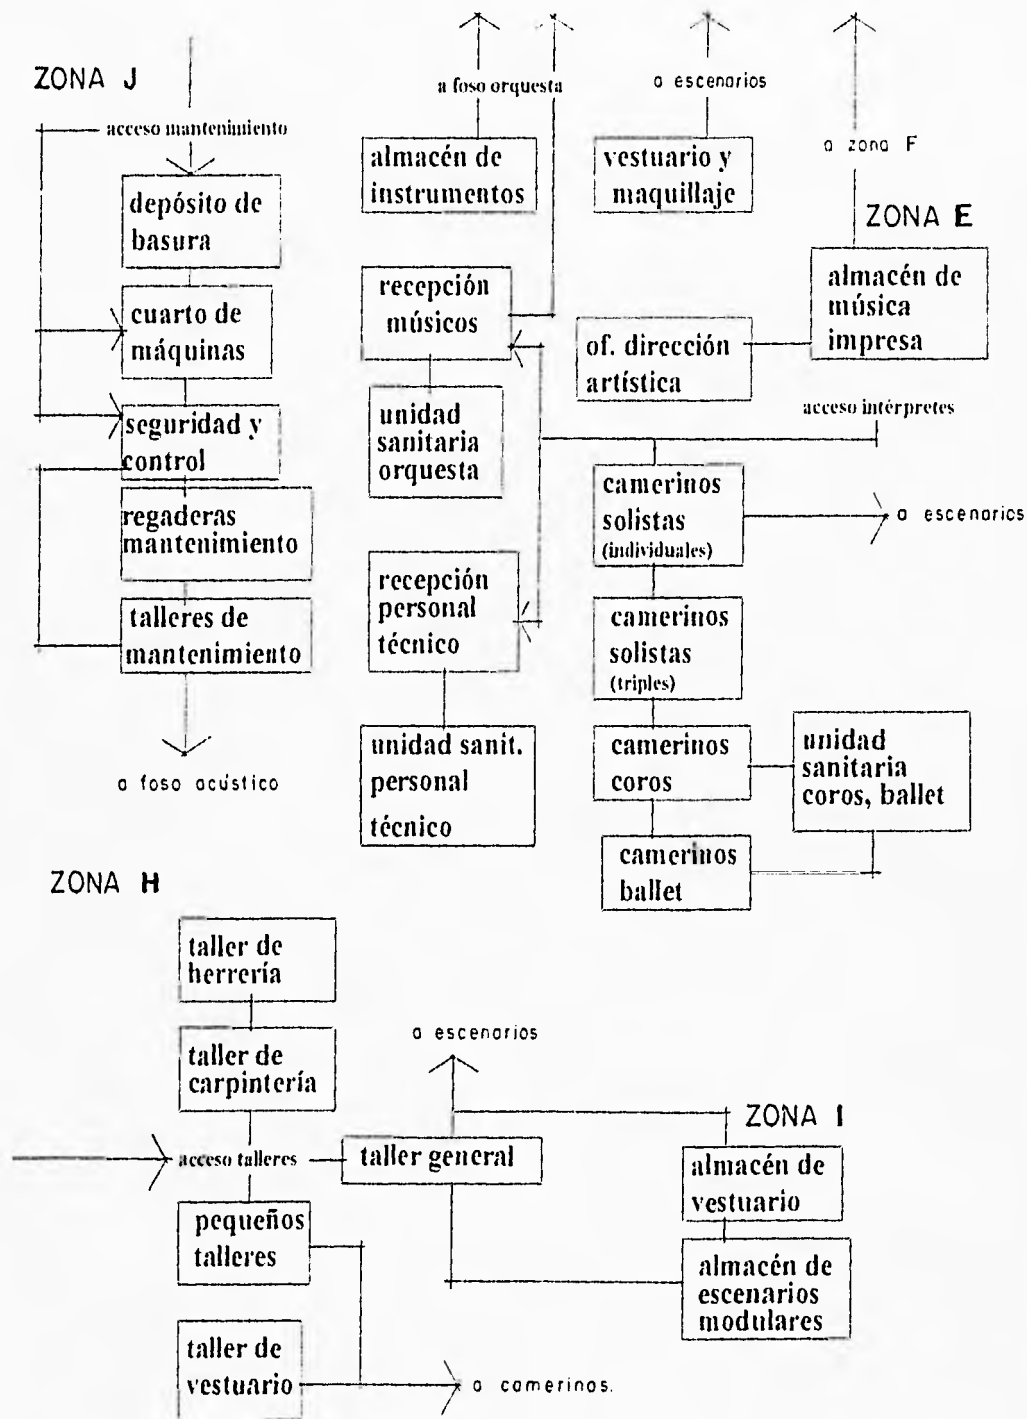 ZONA J
acceso mantenimiento
depósito de
basura
cuarto de
máquinas
seguridad y
control
regaderas
mantenimiento
talleres de
mantenimiento
a foso acústico
a foso orquesta
almacén de
instrumentos
recepción
músicos
unidad
sanitaria
orquesta
recepción
personal
técnico
unidad sanit.
personal
técnico
a escenarios
vestuario y
maquillaje
a zona F
ZONA E
almacén de
música
impresa
of. dirección
artística
acceso intérpretes
camerinos
solistas
(individuales)
a escenarios
camerinos
solistas
(triples)
camerinos
coros
unidad
sanitaria
coros, ballet
camerinos
ballet
ZONA H
taller de
herrería
taller de
carpintería
acceso talleres
pequeños
talleres
taller de
vestuario
a camerinos.
a escenarios
taller general
ZONA I
almacén de
vestuario
almacén de
escenarios
modulares